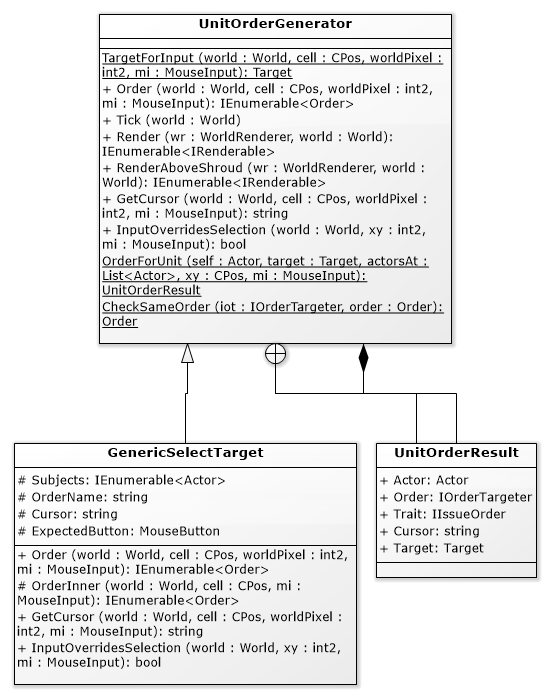 UnitOrderGenerator
TargetForInput (world : World, cell : CPos, worldPixel :
int2, mi : MouseInput): Target
+ Order (world : World, cell : CPos, worldPixel : int2,
mi : MouseInput): IEnumerable<Order>
+ Tick (world : World)
+ Render (wr : WorldRenderer, world : World):
IEnumerable<IRenderable>
+ RenderAboveShroud (wr : WorldRenderer, world :
World): IEnumerable<IRenderable>
+ GetCursor (world : World, cell : CPos, worldPixel :
int2, mi : MouseInput): string
+ InputOverridesSelection (world : World, xy : int2,
mi : MouseInput): bool
OrderForUnit (self : Actor, target : Target, actorsAt :
List<Actor>, xy : CPos, mi : MouseInput):
UnitOrderResult
CheckSameOrder (iot : IOrderTargeter, order : Order):
Order
GenericSelectTarget
# Subjects: IEnumerable<Actor>
# OrderName: string
# Cursor: string
# ExpectedButton: MouseButton
+ Order (world : World, cell : CPos, worldPixel : int2,
mi : MouseInput): IEnumerable<Order>
# OrderInner (world : World, cell : CPos, mi :
MouseInput): IEnumerable<Order>
+ GetCursor (world : World, cell : CPos, worldPixel :
int2, mi : MouseInput): string
+ InputOverridesSelection (world : World, xy : int2,
mi : MouseInput): bool
UnitOrderResult
+ Actor: Actor
+ Order: IOrderTargeter
+ Trait: IIssueOrder
+ Cursor: string
+ Target: Target